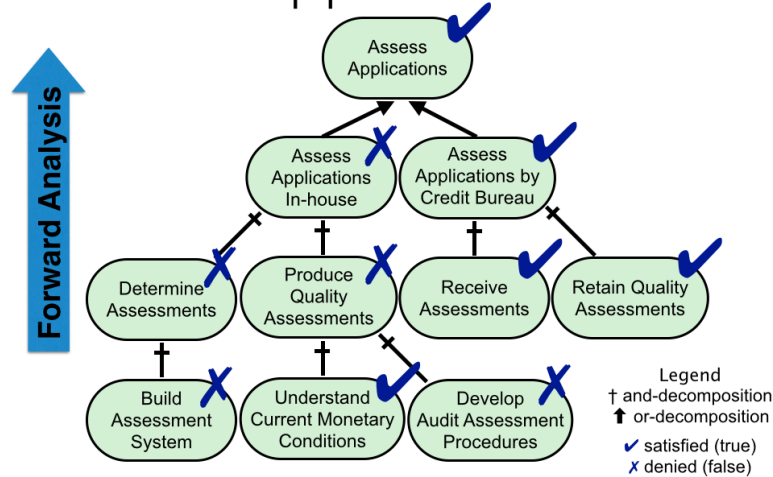 Assess
Applications
Forward Analysis
Assess
Applications
In-house
Assess
Applications by
Credit Bureau
Determine
Assessments
Produce
Quality
Assessments
Receive
Assessments
Retain Quality
Assessments
Build
Assessment
System
Understand
Current Monetary
Conditions
Develop
Audit Assessment
Procedures
Legend
† and-decomposition
⬆ or-decomposition
✔ satisfied (true)
✗ denied (false)